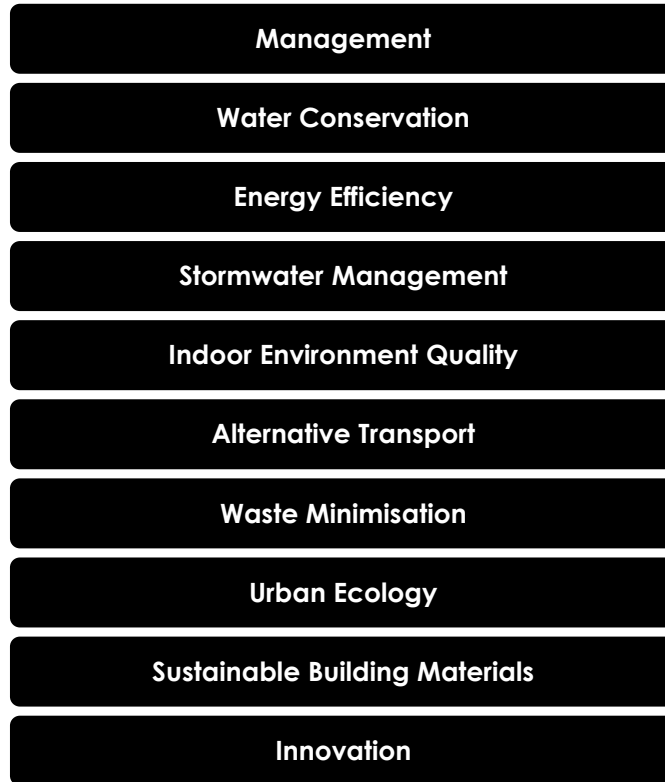 Management
Water Conservation
Energy Efficiency
Stormwater Management
Indoor Environment Quality
Alternative Transport
Waste Minimisation
Urban Ecology
Sustainable Building Materials
Innovation